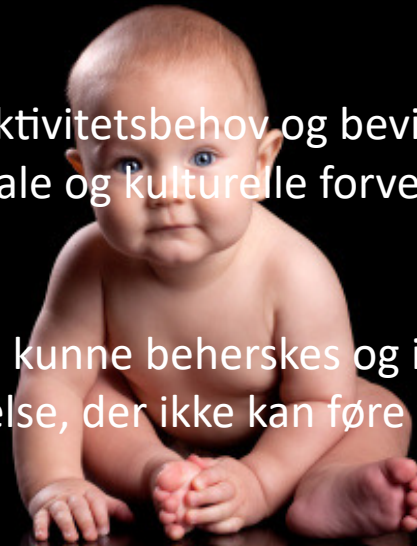 ktivitetsbehov og bevi
ale og kulturelle forve
kunne beherskes og i
else, der ikke kan føre